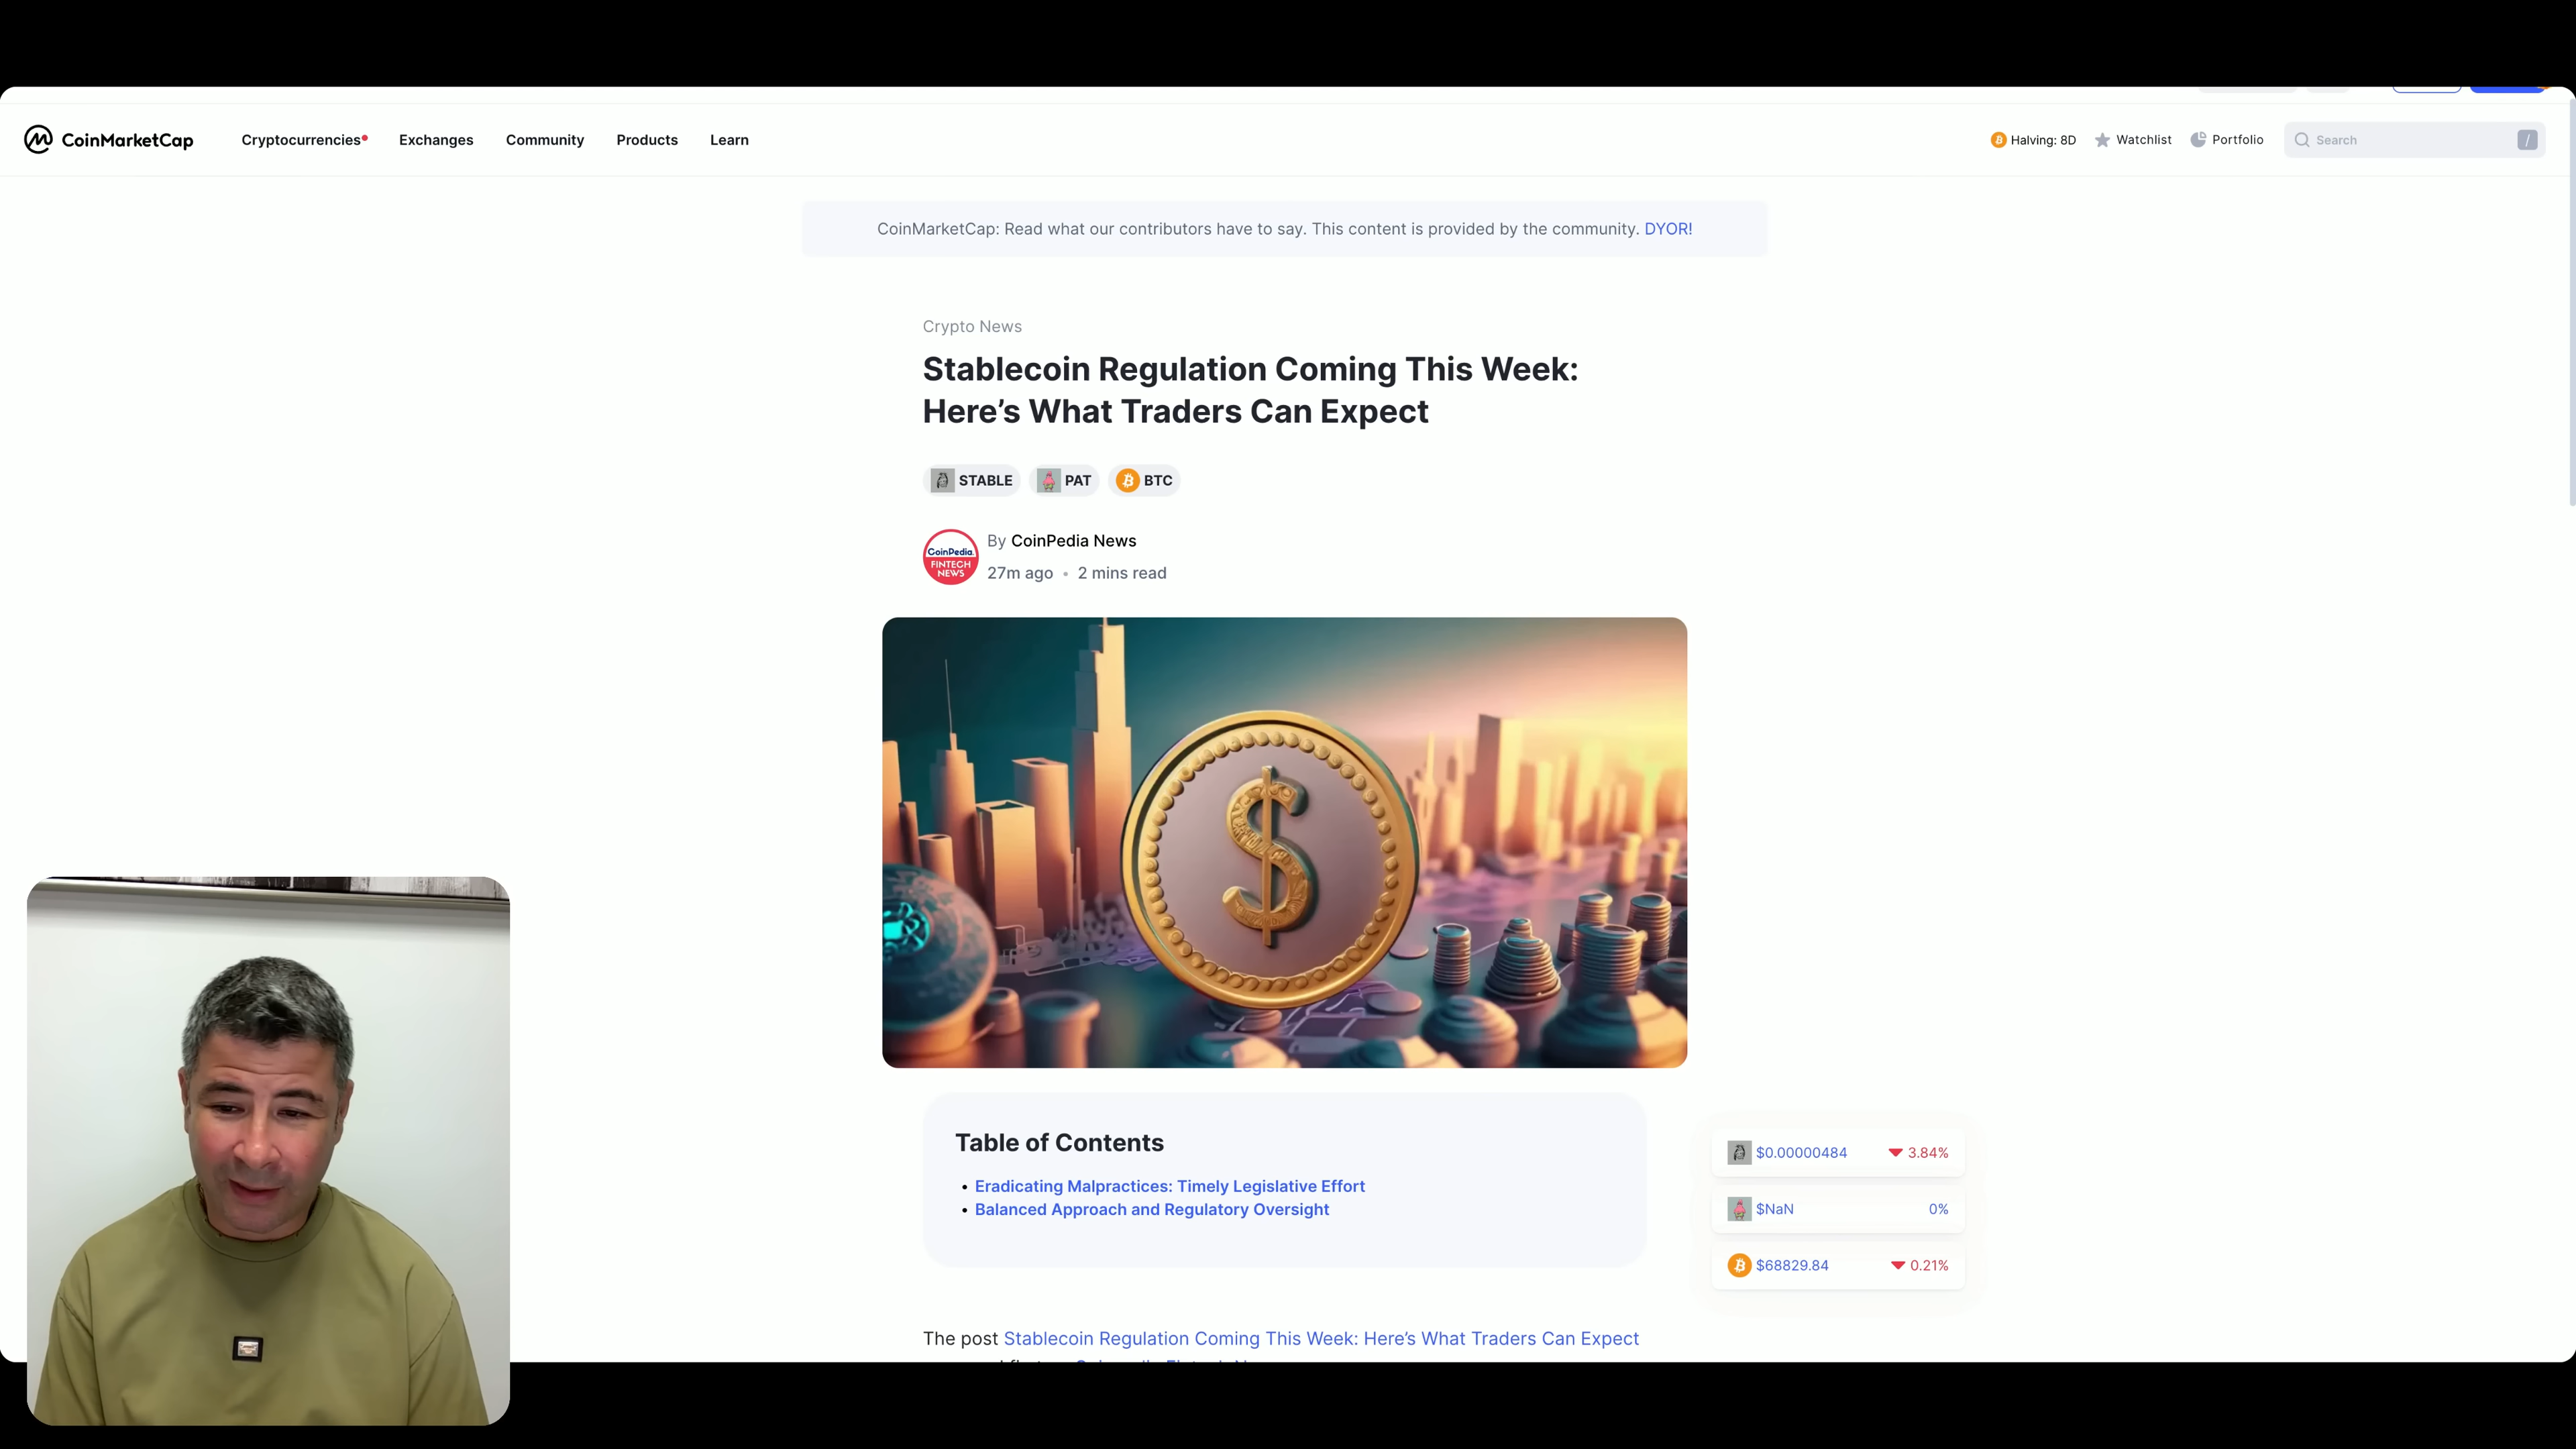 CoinMarketCap
Cryptocurrencies
Exchanges
Community
Products
Learn
Halving: 8D
Watchlist
Portfolio
Search
/
CoinMarketCap: Read what our contributors have to say. This content is provided by the community. DYOR!
Crypto News
Stablecoin Regulation Coming This Week:
Here’s What Traders Can Expect
STABLE
PAT
BTC
CoinPedia
FINTECH
NEWS
By CoinPedia News
27m ago • 2 mins read
Table of Contents
• Eradicating Malpractices: Timely Legislative Effort
• Balanced Approach and Regulatory Oversight
$0.00000484 3.84%
$NaN 0%
$68829.84 0.21%
The post Stablecoin Regulation Coming This Week: Here’s What Traders Can Expect